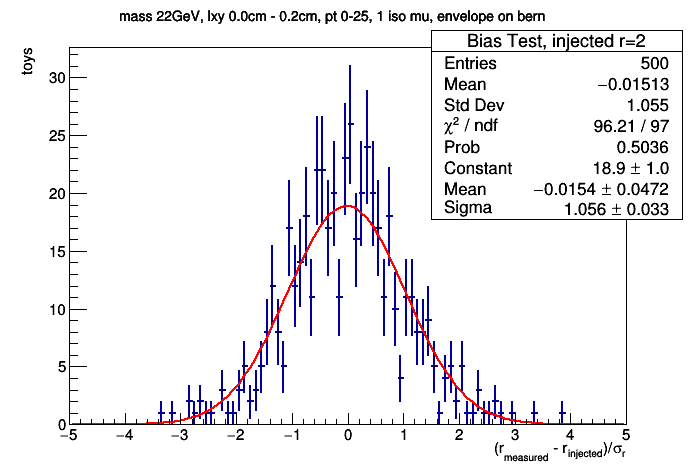 mass 22GeV, lxy 0.0cm - 0.2cm, pt 0-25, 1 iso mu, envelope on bern
toys
Bias Test, injected r=2
Entries 500
Mean −0.01513
Std Dev 1.055
χ² / ndf 96.21 / 97
Prob 0.5036
Constant 18.9 ± 1.0
Mean −0.0154 ± 0.0472
Sigma 1.056 ± 0.033
30
25
20
15
10
5
0
−5 −4 −3 −2 −1 0 1 2 3 4 5
(r_measured - r_injected)/σ_r